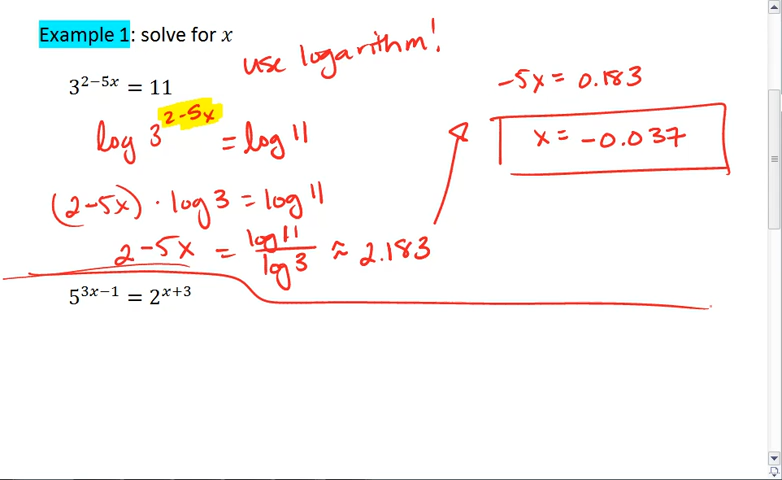 Example 1: solve for x
use logarithm!
3^{2−5x} = 11
log 3^{2-5x} = log 11
(2-5x) · log 3 = log 11
2-5x = \frac{log 11}{log 3} ≈ 2.183
-5x = 0.183
x = -0.037
5^{3x−1} = 2^{x+3}